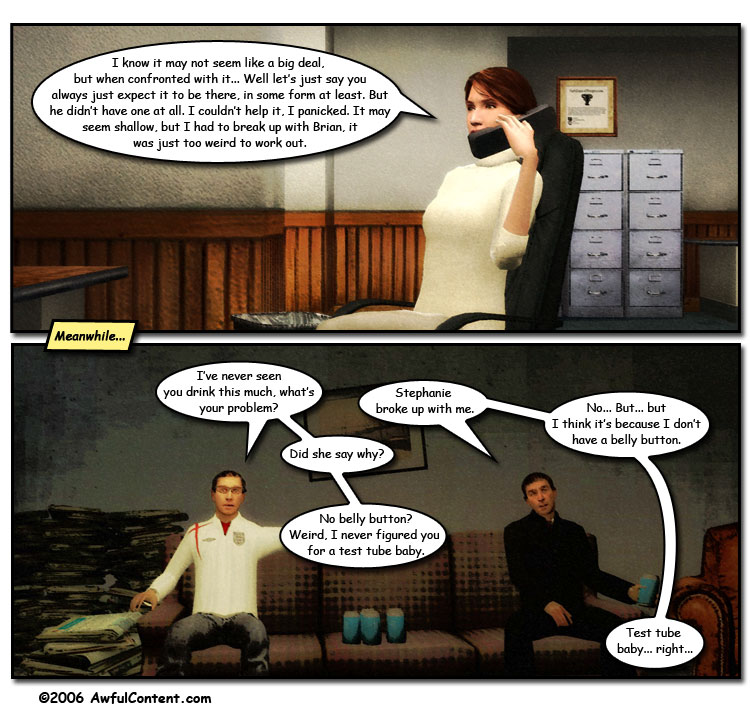 I know it may not seem like a big deal,
but when confronted with it... Well let's just say you
always just expect it to be there, in some form at least. But
he didn't have one at all. I couldn't help it, I panicked. It may
seem shallow, but I had to break up with Brian, it
was just too weird to work out.
Meanwhile...
I've never seen
you drink this much, what's
your problem?
Stephanie
broke up with me.
Did she say why?
No... But... but
I think it's because I don't
have a belly button.
No belly button?
Weird, I never figured you
for a test tube baby.
Test tube
baby... right...
©2006 AwfulContent.com